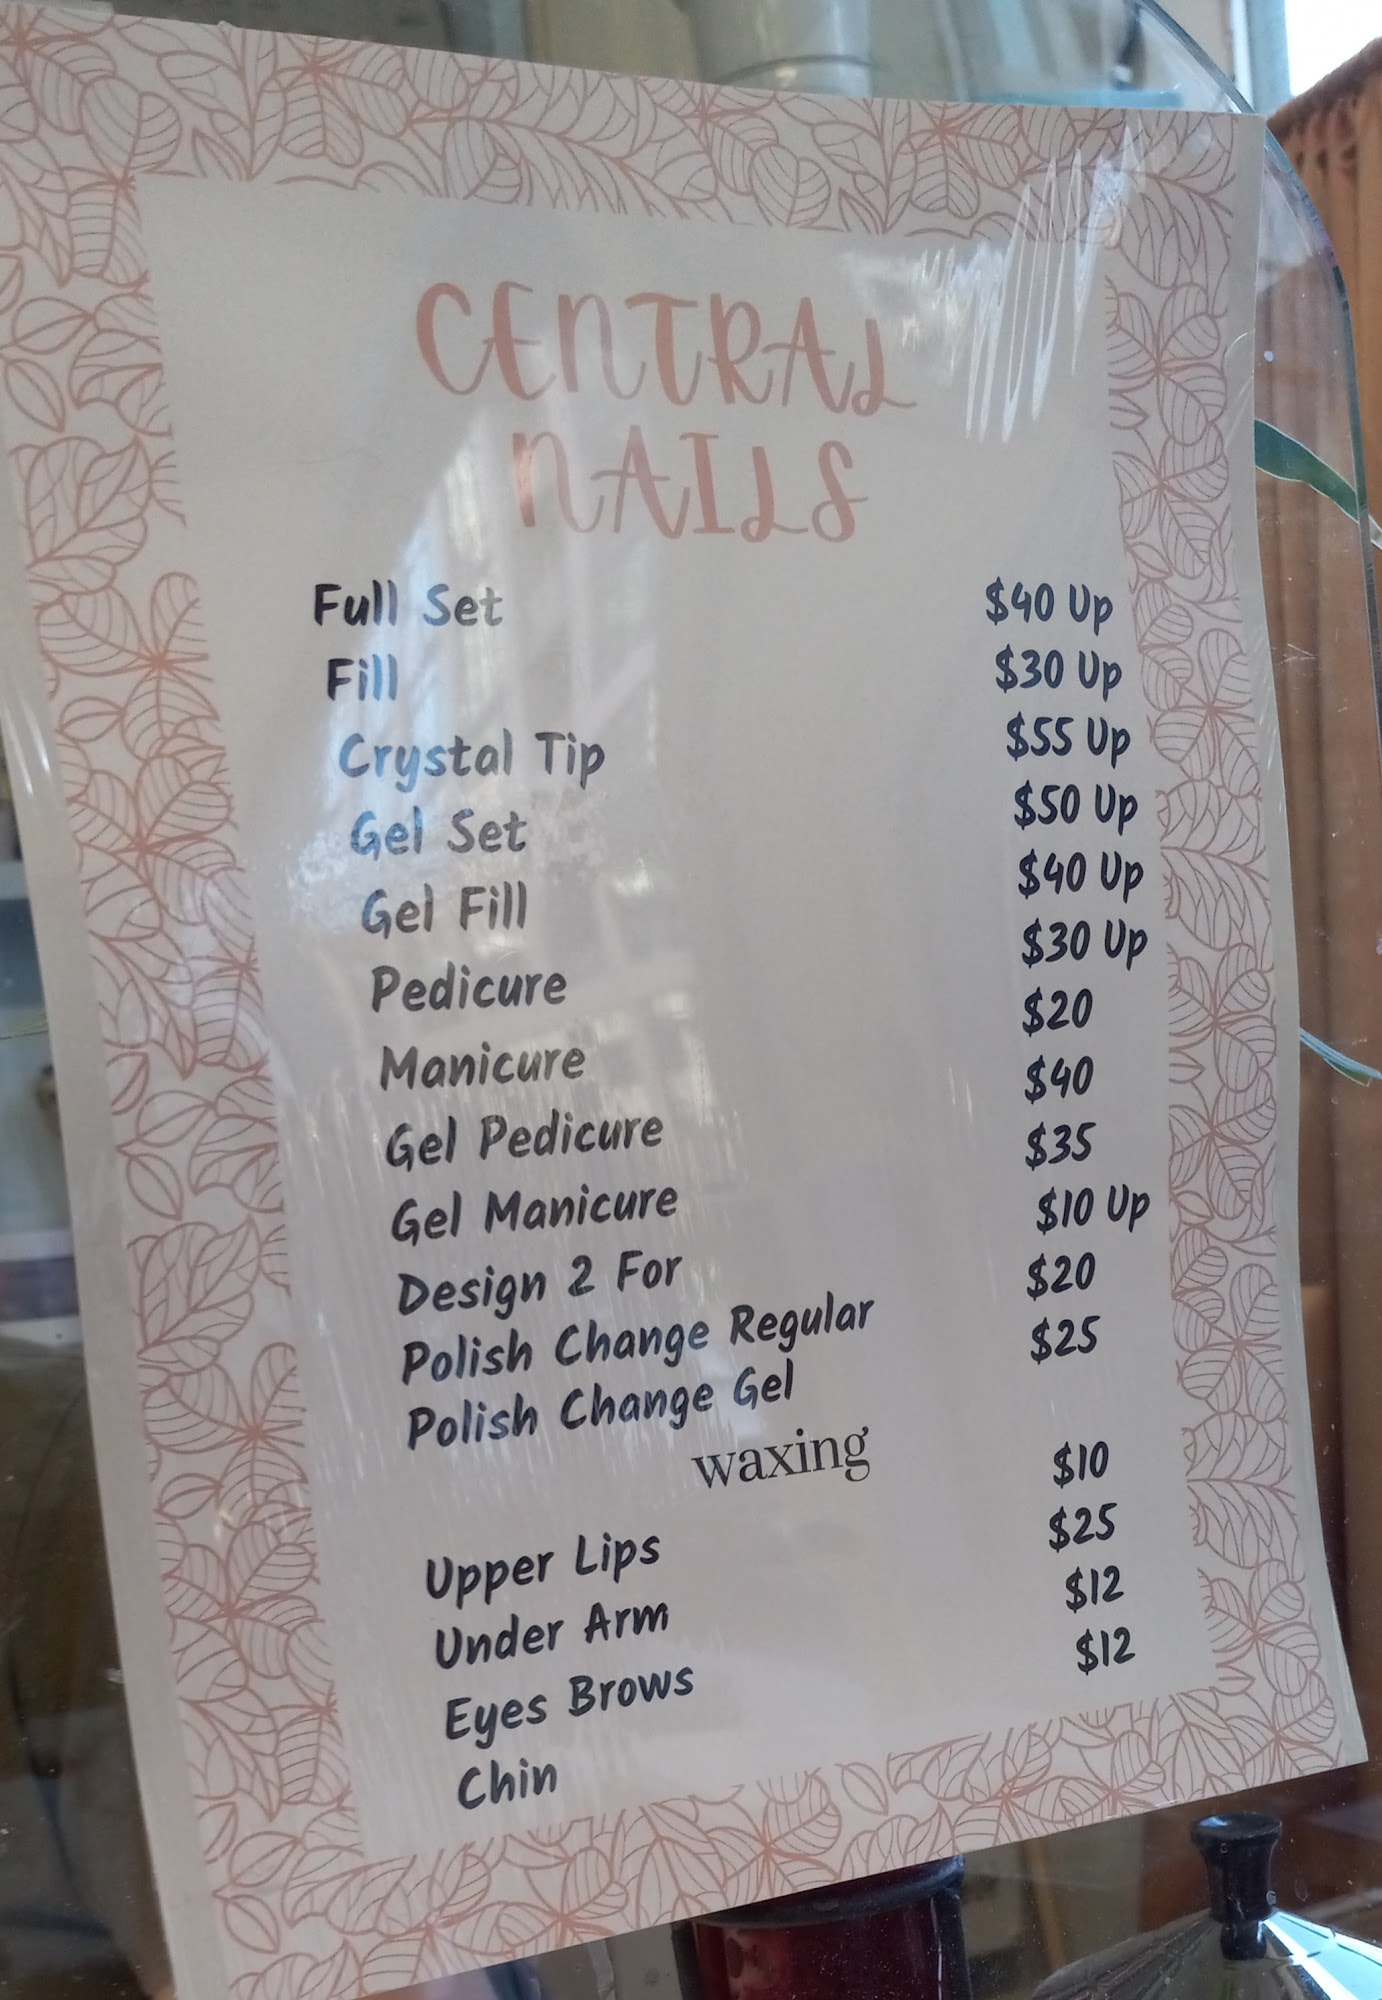 CENTRAL
NAILS
Full Set $40 Up
Fill $30 Up
Crystal Tip $55 Up
Gel Set $50 Up
Gel Fill $40 Up
Pedicure $30 Up
Manicure $20
Gel Pedicure $40
Gel Manicure $35
Design 2 For $10 Up
Polish Change Regular $20
Polish Change Gel $25
waxing
Upper Lips $10
Under Arm $25
Eyes Brows $12
Chin $12